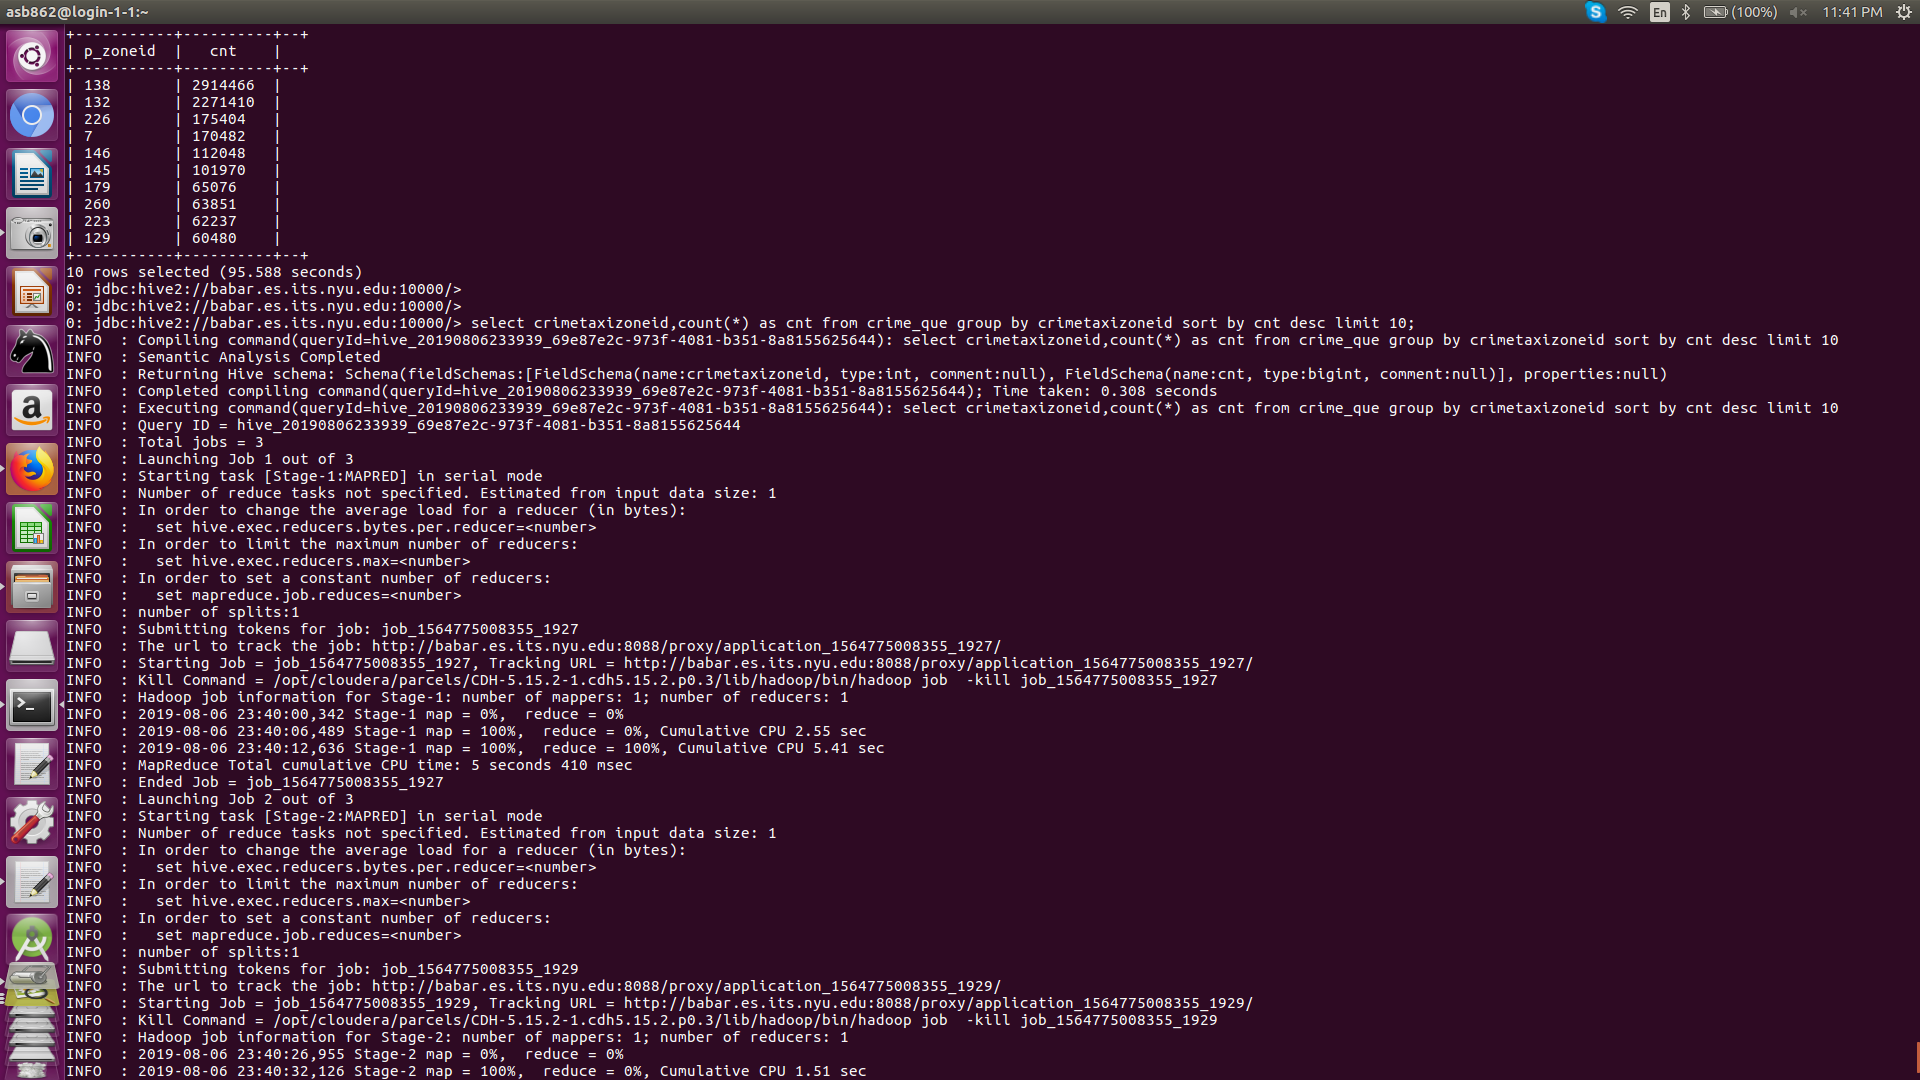 asb862@login-1-1:~
En (100%) 11:41 PM
+-----------+----------+--+
| p_zoneid  |   cnt    |
+-----------+----------+--+
| 138       | 2914466  |
| 132       | 2271410  |
| 226       | 175404   |
| 7         | 170482   |
| 146       | 112048   |
| 145       | 101970   |
| 179       | 65076    |
| 260       | 63851    |
| 223       | 62237    |
| 129       | 60480    |
+-----------+----------+--+
10 rows selected (95.588 seconds)
0: jdbc:hive2://babar.es.its.nyu.edu:10000/>
0: jdbc:hive2://babar.es.its.nyu.edu:10000/>
0: jdbc:hive2://babar.es.its.nyu.edu:10000/> select crimetaxizoneid,count(*) as cnt from crime_que group by crimetaxizoneid sort by cnt desc limit 10;
INFO  : Compiling command(queryId=hive_20190806233939_69e87e2c-973f-4081-b351-8a8155625644): select crimetaxizoneid,count(*) as cnt from crime_que group by crimetaxizoneid sort by cnt desc limit 10
INFO  : Semantic Analysis Completed
INFO  : Returning Hive schema: Schema(fieldSchemas:[FieldSchema(name:crimetaxizoneid, type:int, comment:null), FieldSchema(name:cnt, type:bigint, comment:null)], properties:null)
INFO  : Completed compiling command(queryId=hive_20190806233939_69e87e2c-973f-4081-b351-8a8155625644); Time taken: 0.308 seconds
INFO  : Executing command(queryId=hive_20190806233939_69e87e2c-973f-4081-b351-8a8155625644): select crimetaxizoneid,count(*) as cnt from crime_que group by crimetaxizoneid sort by cnt desc limit 10
INFO  : Query ID = hive_20190806233939_69e87e2c-973f-4081-b351-8a8155625644
INFO  : Total jobs = 3
INFO  : Launching Job 1 out of 3
INFO  : Starting task [Stage-1:MAPRED] in serial mode
INFO  : Number of reduce tasks not specified. Estimated from input data size: 1
INFO  : In order to change the average load for a reducer (in bytes):
INFO  :   set hive.exec.reducers.bytes.per.reducer=<number>
INFO  : In order to limit the maximum number of reducers:
INFO  :   set hive.exec.reducers.max=<number>
INFO  : In order to set a constant number of reducers:
INFO  :   set mapreduce.job.reduces=<number>
INFO  : number of splits:1
INFO  : Submitting tokens for job: job_1564775008355_1927
INFO  : The url to track the job: http://babar.es.its.nyu.edu:8088/proxy/application_1564775008355_1927/
INFO  : Starting Job = job_1564775008355_1927, Tracking URL = http://babar.es.its.nyu.edu:8088/proxy/application_1564775008355_1927/
INFO  : Kill Command = /opt/cloudera/parcels/CDH-5.15.2-1.cdh5.15.2.p0.3/lib/hadoop/bin/hadoop job  -kill job_1564775008355_1927
INFO  : Hadoop job information for Stage-1: number of mappers: 1; number of reducers: 1
INFO  : 2019-08-06 23:40:00,342 Stage-1 map = 0%,  reduce = 0%
INFO  : 2019-08-06 23:40:06,489 Stage-1 map = 100%,  reduce = 0%, Cumulative CPU 2.55 sec
INFO  : 2019-08-06 23:40:12,636 Stage-1 map = 100%,  reduce = 100%, Cumulative CPU 5.41 sec
INFO  : MapReduce Total cumulative CPU time: 5 seconds 410 msec
INFO  : Ended Job = job_1564775008355_1927
INFO  : Launching Job 2 out of 3
INFO  : Starting task [Stage-2:MAPRED] in serial mode
INFO  : Number of reduce tasks not specified. Estimated from input data size: 1
INFO  : In order to change the average load for a reducer (in bytes):
INFO  :   set hive.exec.reducers.bytes.per.reducer=<number>
INFO  : In order to limit the maximum number of reducers:
INFO  :   set hive.exec.reducers.max=<number>
INFO  : In order to set a constant number of reducers:
INFO  :   set mapreduce.job.reduces=<number>
INFO  : number of splits:1
INFO  : Submitting tokens for job: job_1564775008355_1929
INFO  : The url to track the job: http://babar.es.its.nyu.edu:8088/proxy/application_1564775008355_1929/
INFO  : Starting Job = job_1564775008355_1929, Tracking URL = http://babar.es.its.nyu.edu:8088/proxy/application_1564775008355_1929/
INFO  : Kill Command = /opt/cloudera/parcels/CDH-5.15.2-1.cdh5.15.2.p0.3/lib/hadoop/bin/hadoop job  -kill job_1564775008355_1929
INFO  : Hadoop job information for Stage-2: number of mappers: 1; number of reducers: 1
INFO  : 2019-08-06 23:40:26,955 Stage-2 map = 0%,  reduce = 0%
INFO  : 2019-08-06 23:40:32,126 Stage-2 map = 100%,  reduce = 0%, Cumulative CPU 1.51 sec